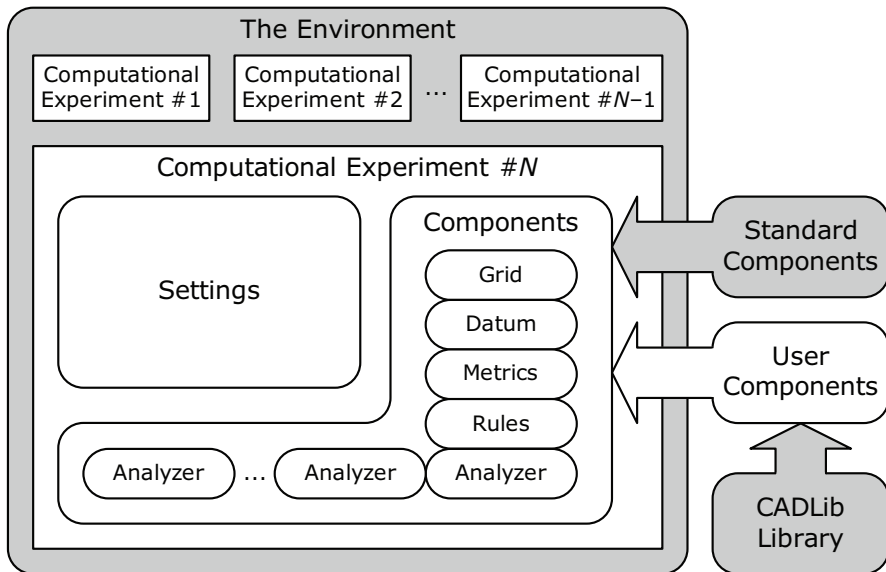 The Environment
Computational
Experiment #1
Computational
Experiment #2
...
Computational
Experiment #N–1
Computational Experiment #N
Settings
Components
Grid
Datum
Metrics
Rules
Analyzer
...
Analyzer
Analyzer
Standard
Components
User
Components
CADLib
Library